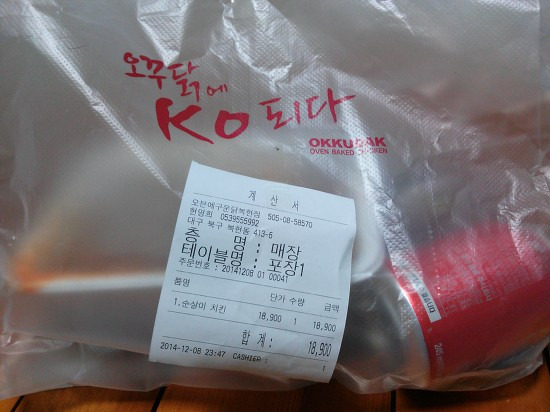 오꾸닭에
KO되다
OKKUDAK
OVEN BAKED CHICKEN
계 산 서
오븐에구운닭복현점 505-08-58570
현명희 0539555992
대구 북구 복현동 413-6
층 명 : 매장
테이블명 : 포장1
주문번호 : 20141208 01 00041
품명 단가 수량 금액
1.순살미 치킨
18,900 1 18,900
합 계 : 18,900
2014-12-08 23:47 CASHIER : 1
245